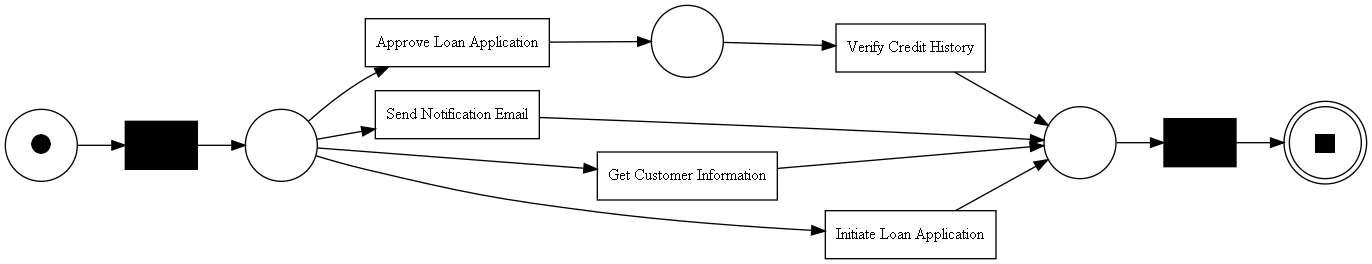 Approve Loan Application
Verify Credit History
Send Notification Email
Get Customer Information
Initiate Loan Application